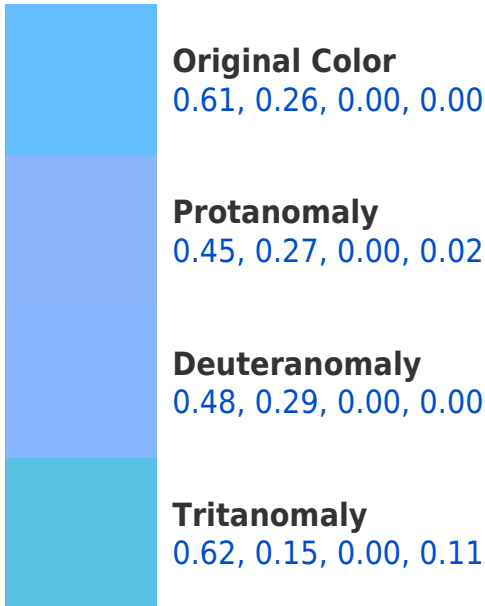 Original Color
0.61, 0.26, 0.00, 0.00
Protanomaly
0.45, 0.27, 0.00, 0.02
Deuteranomaly
0.48, 0.29, 0.00, 0.00
Tritanomaly
0.62, 0.15, 0.00, 0.11